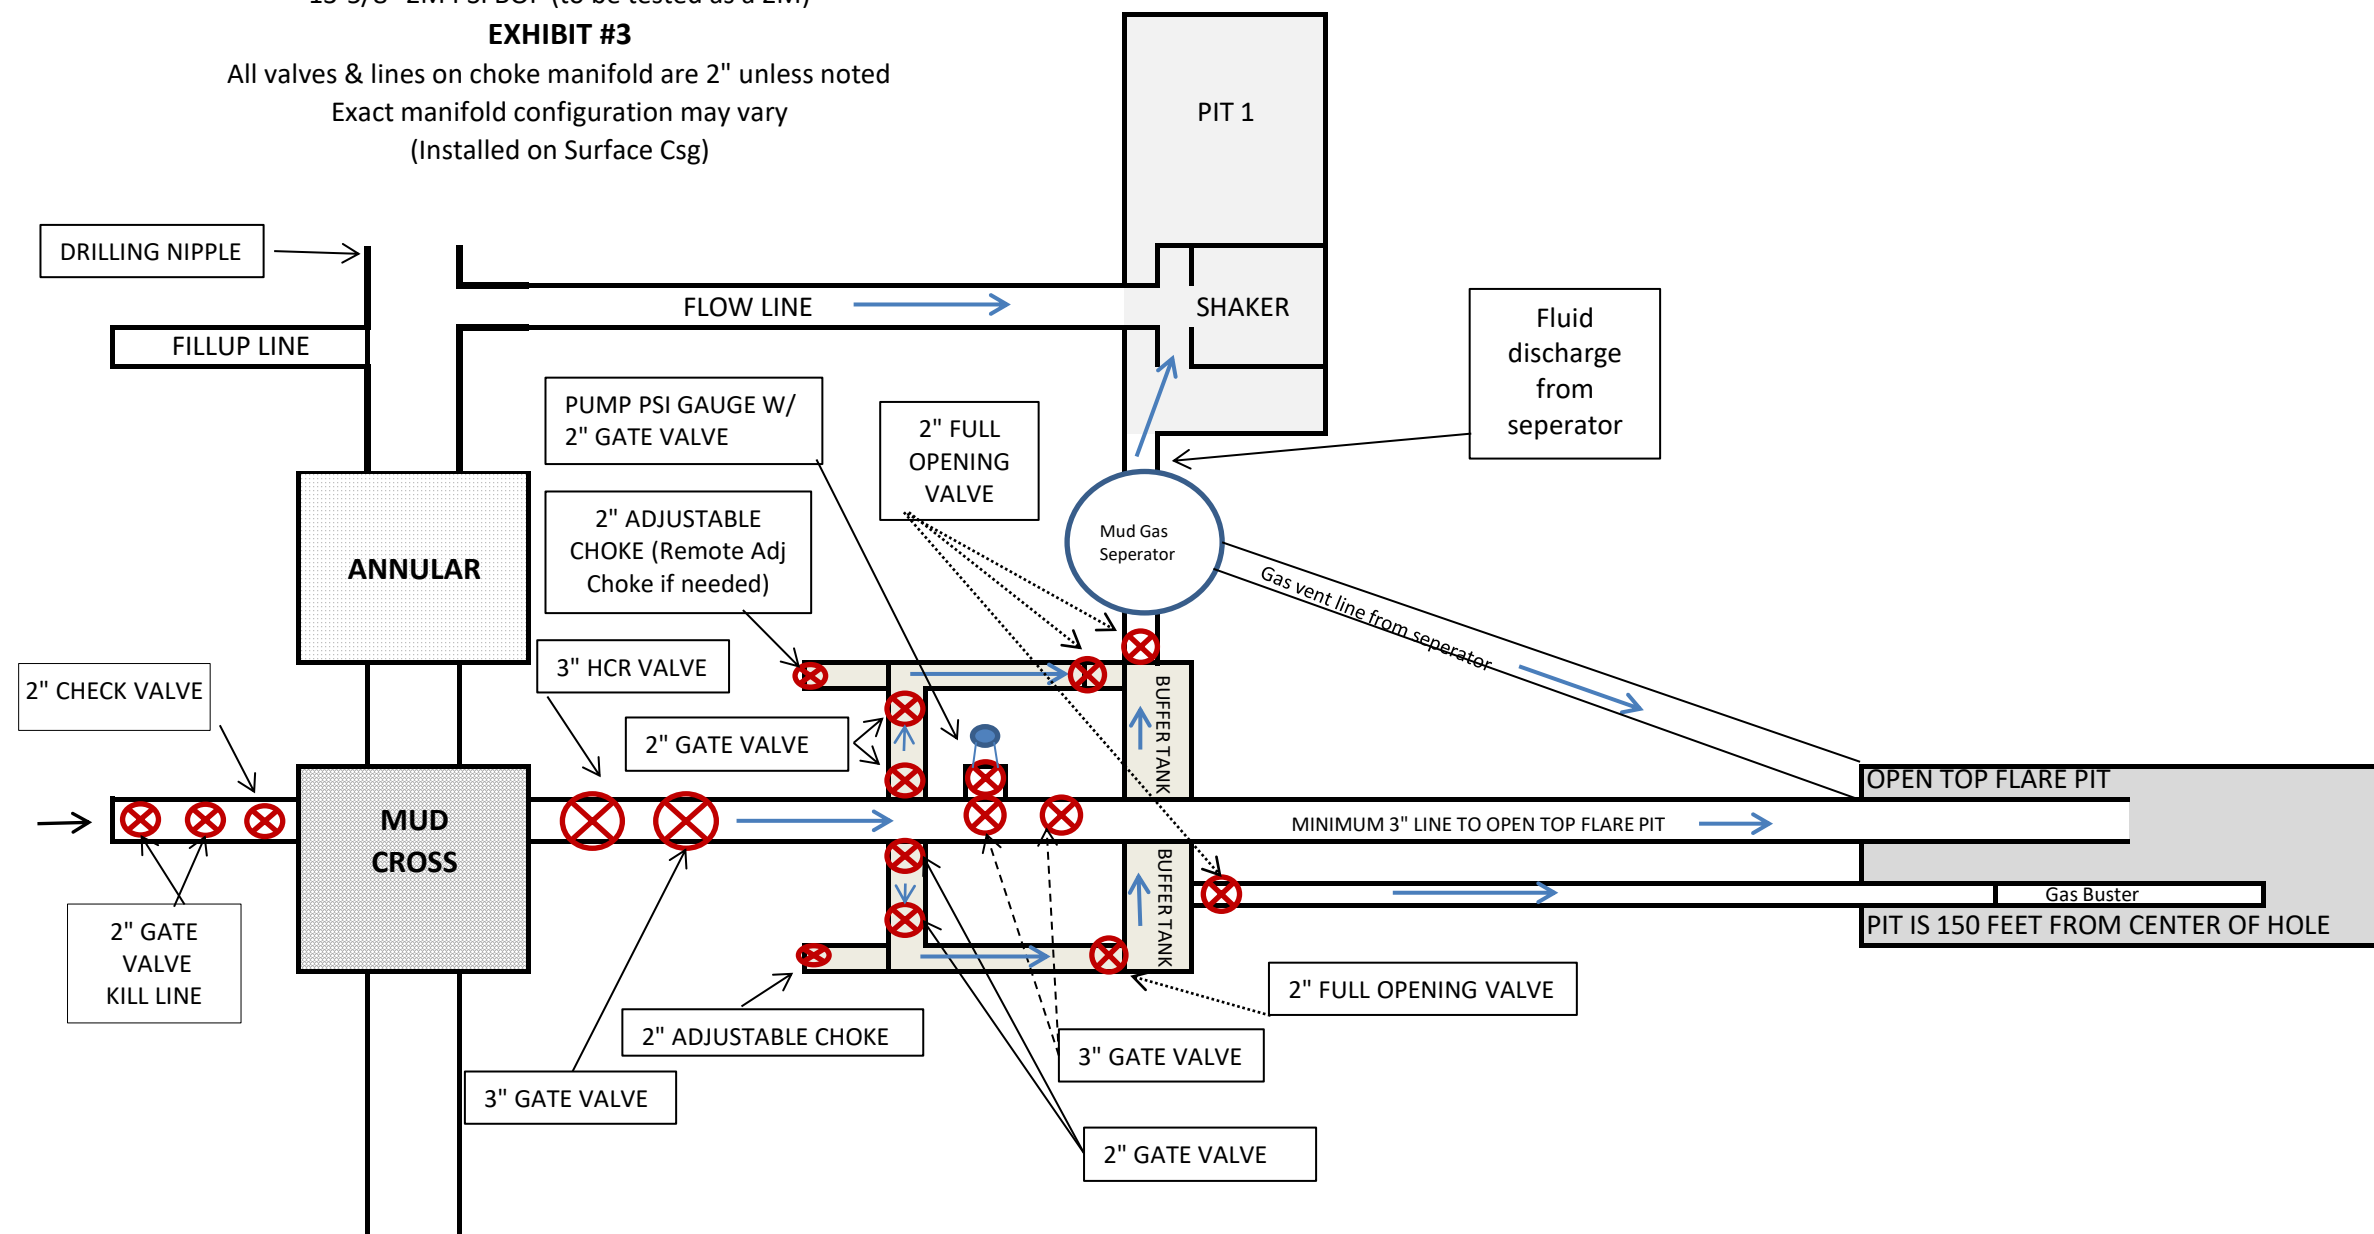 EXHIBIT #3
All valves & lines on choke manifold are 2" unless noted
Exact manifold configuration may vary
(Installed on Surface Csg)
PIT 1
DRILLING NIPPLE
FLOW LINE
SHAKER
FILLUP LINE
Fluid
discharge
from
seperator
PUMP PSI GAUGE W/
2" GATE VALVE
2" FULL
OPENING
VALVE
2" ADJUSTABLE
CHOKE (Remote Adj
Choke if needed)
Mud Gas
Seperator
ANNULAR
Gas vent line from seperator
3" HCR VALVE
2" CHECK VALVE
2" GATE VALVE
BUFFER TANK
OPEN TOP FLARE PIT
MUD
CROSS
MINIMUM 3" LINE TO OPEN TOP FLARE PIT
BUFFER TANK
Gas Buster
PIT IS 150 FEET FROM CENTER OF HOLE
2" GATE
VALVE
KILL LINE
2" FULL OPENING VALVE
2" ADJUSTABLE CHOKE
3" GATE VALVE
3" GATE VALVE
2" GATE VALVE